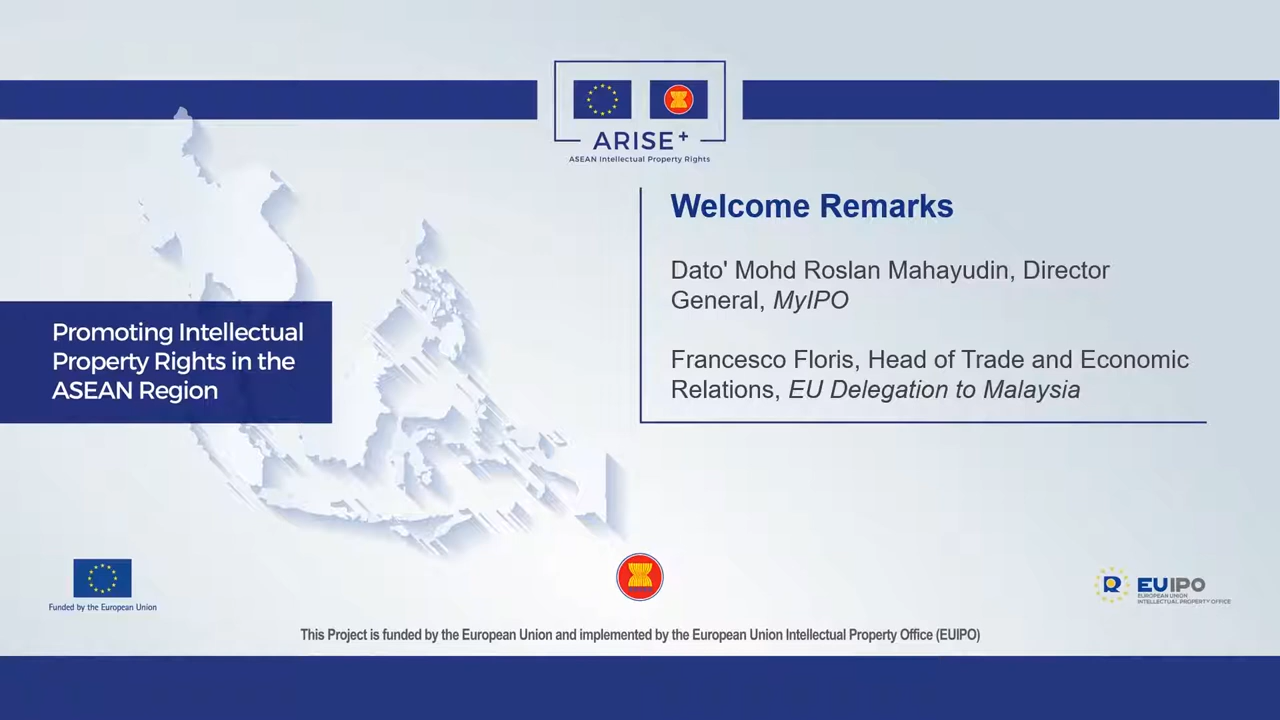 ARISE+
ASEAN Intellectual Property Rights
Welcome Remarks
Dato' Mohd Roslan Mahayudin, Director
General, MyIPO
Francesco Floris, Head of Trade and Economic
Relations, EU Delegation to Malaysia
Promoting Intellectual
Property Rights in the
ASEAN Region
Funded by the European Union
EUIPO
EUROPEAN UNION
INTELLECTUAL PROPERTY OFFICE
This Project is funded by the European Union and implemented by the European Union Intellectual Property Office (EUIPO)